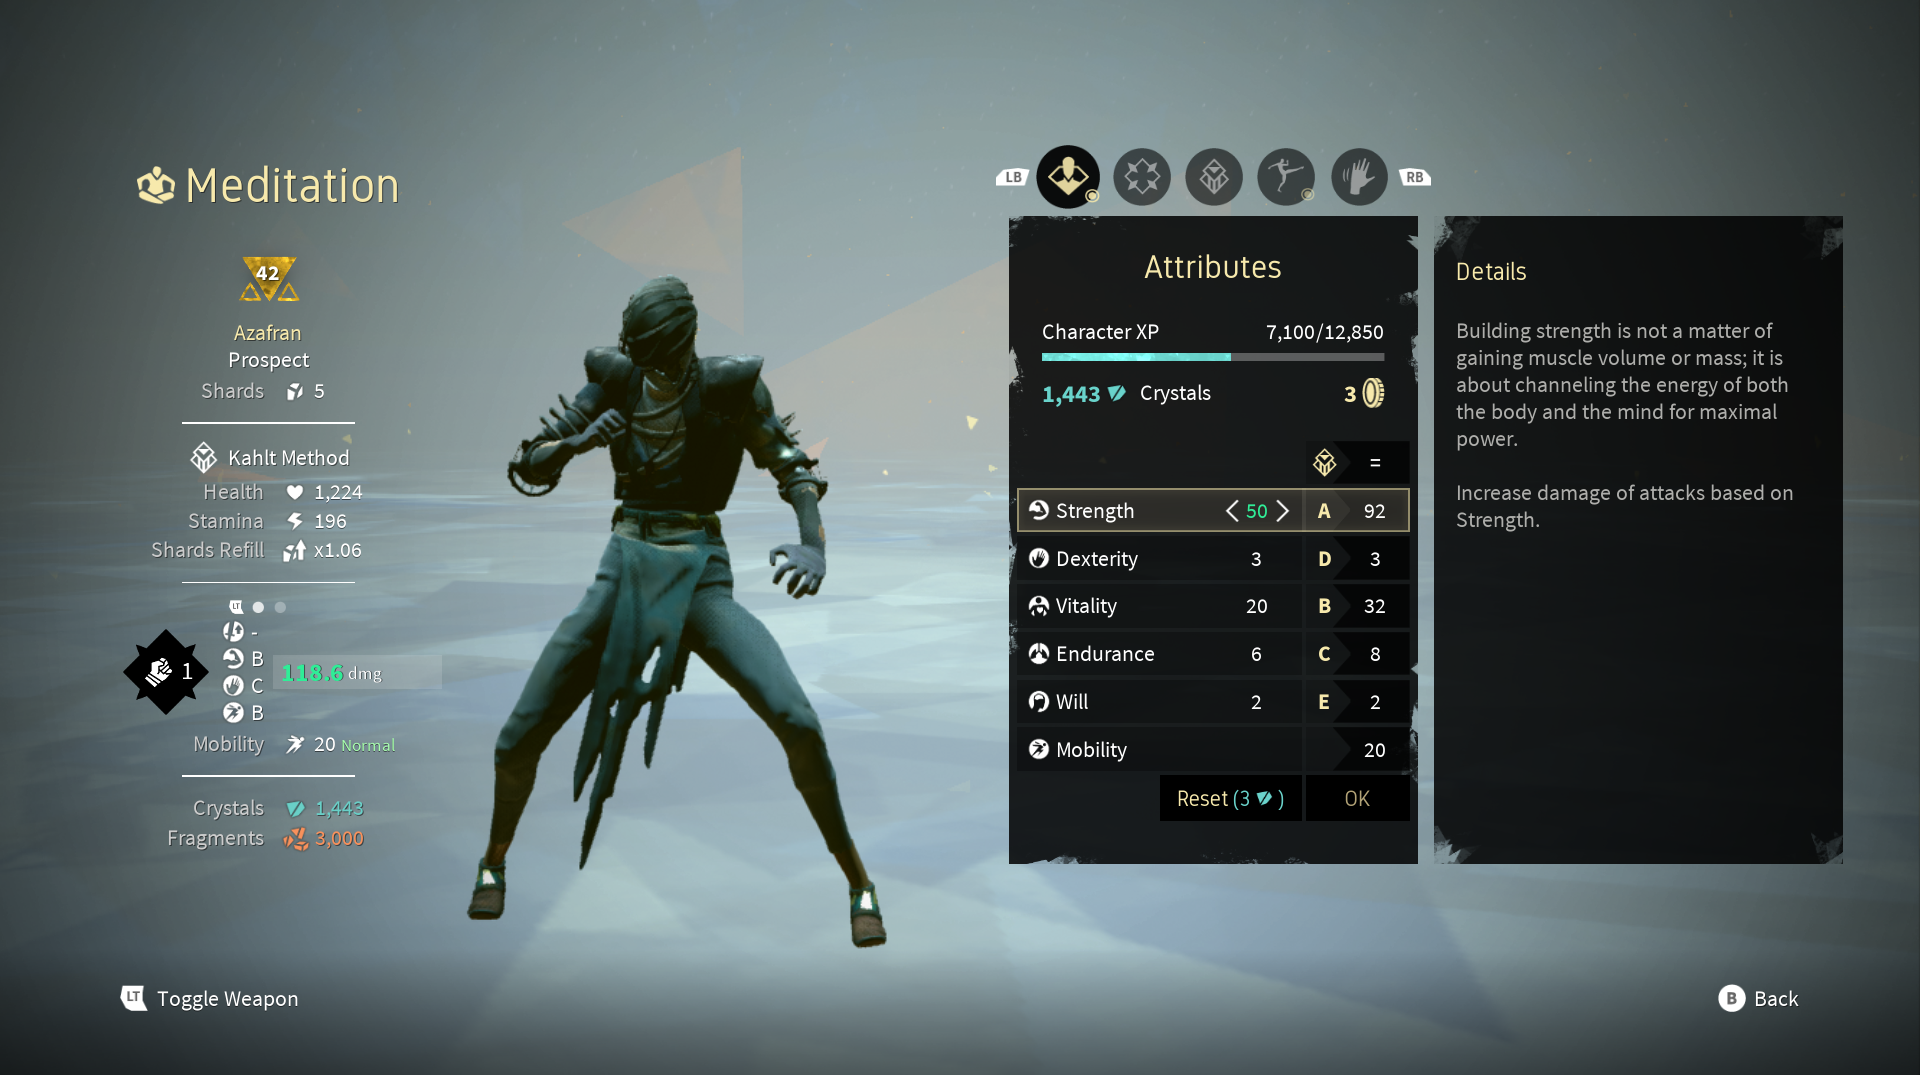 Meditation
42
Azafran
Prospect
Shards 5
Kahlt Method
Health 1,224
Stamina 196
Shards Refill x1.06
LT
-
B
C
B
1
118.6 dmg
Mobility 20 Normal
Crystals 1,443
Fragments 3,000
LT Toggle Weapon
LB
RB
Attributes
Character XP 7,100/12,850
1,443 Crystals 3
=
Strength < 50 > A 92
Dexterity 3 D 3
Vitality 20 B 32
Endurance 6 C 8
Will 2 E 2
Mobility 20
Reset (3 ) OK
Details
Building strength is not a matter of
gaining muscle volume or mass; it is
about channeling the energy of both
the body and the mind for maximal
power.
Increase damage of attacks based on
Strength.
B Back